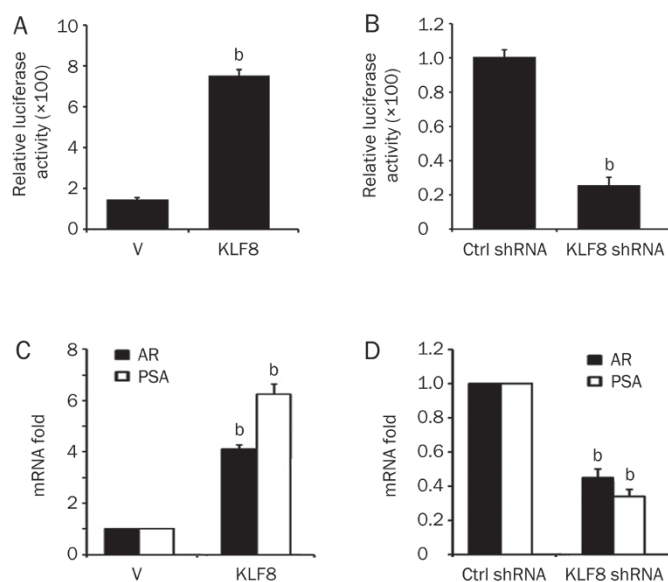 A
Relative luciferase
activity (×100)
10
8
6
4
2
0
b
V
KLF8
B
Relative luciferase
activity (×100)
1.2
1.0
0.8
0.6
0.4
0.2
0
b
Ctrl shRNA
KLF8 shRNA
C
mRNA fold
8
6
4
2
0
AR
PSA
b
b
V
KLF8
D
mRNA fold
1.2
1.0
0.8
0.6
0.4
0.2
0
AR
PSA
b
b
Ctrl shRNA
KLF8 shRNA